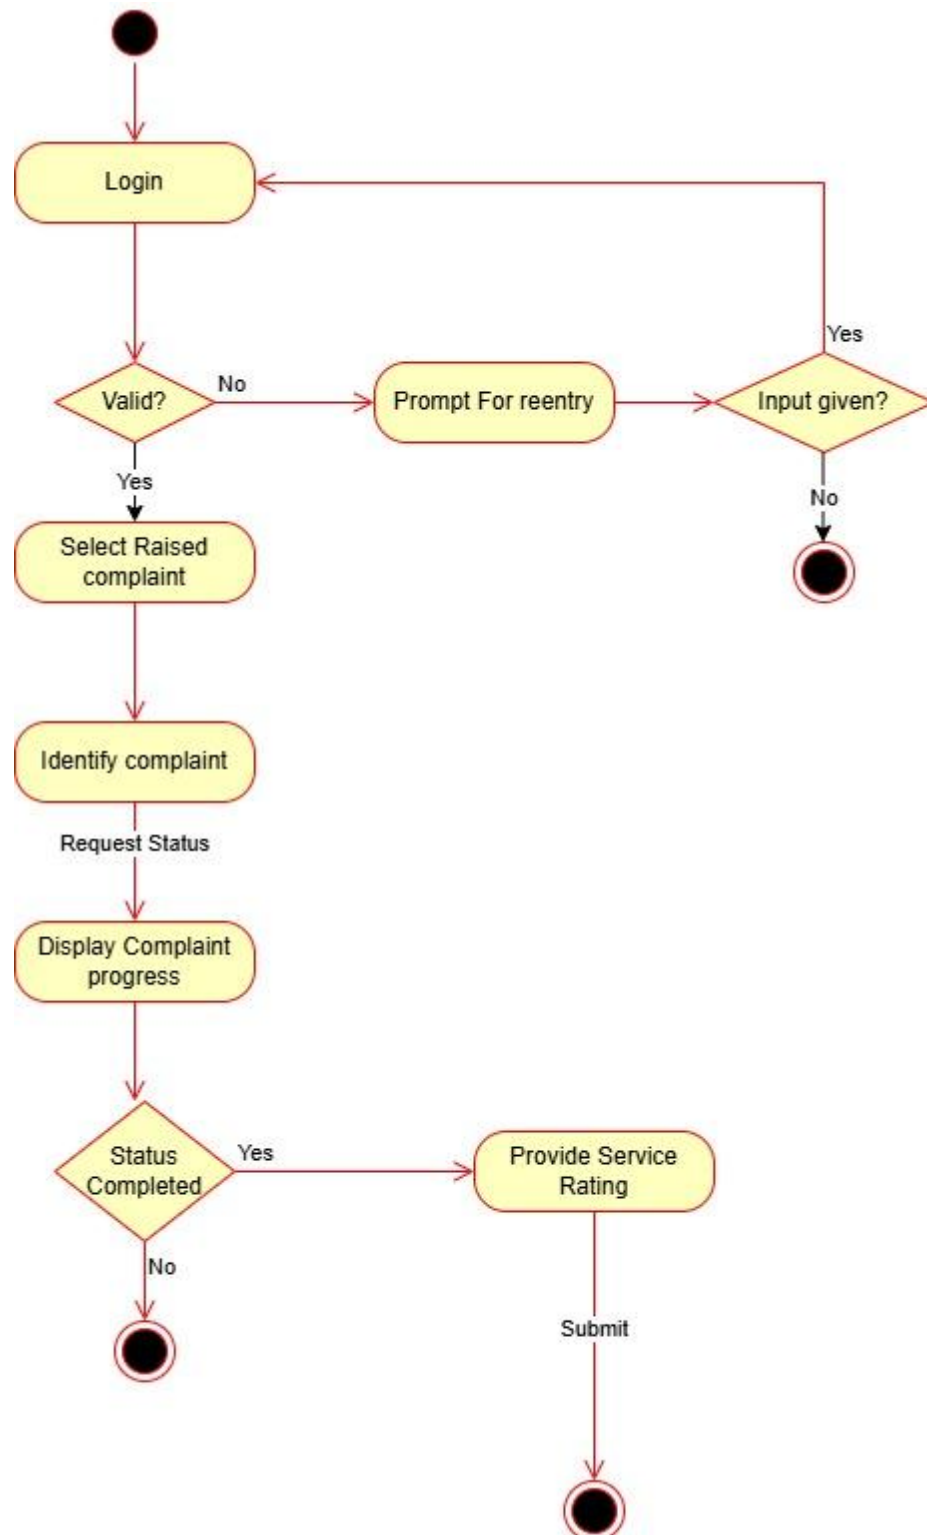 Login
Yes
Valid?
No
Prompt For reentry
Input given?
Yes
No
Select Raised
complaint
Identify complaint
Request Status
Display Complaint
progress
Status
Completed
Yes
Provide Service
Rating
No
Submit